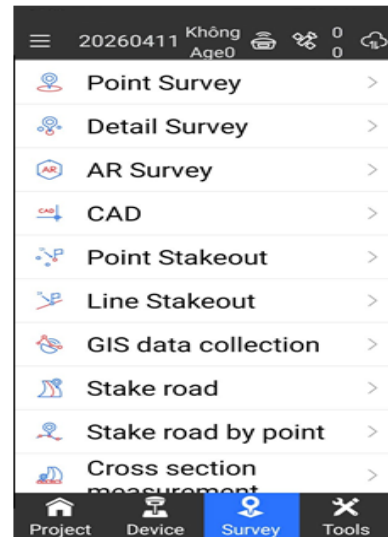 20260411 Không 0
Age0 0
Point Survey
Detail Survey
AR AR Survey
CAD CAD
Point Stakeout
Line Stakeout
GIS data collection
Stake road
Stake road by point
Cross section
measurement
Project Device Survey Tools